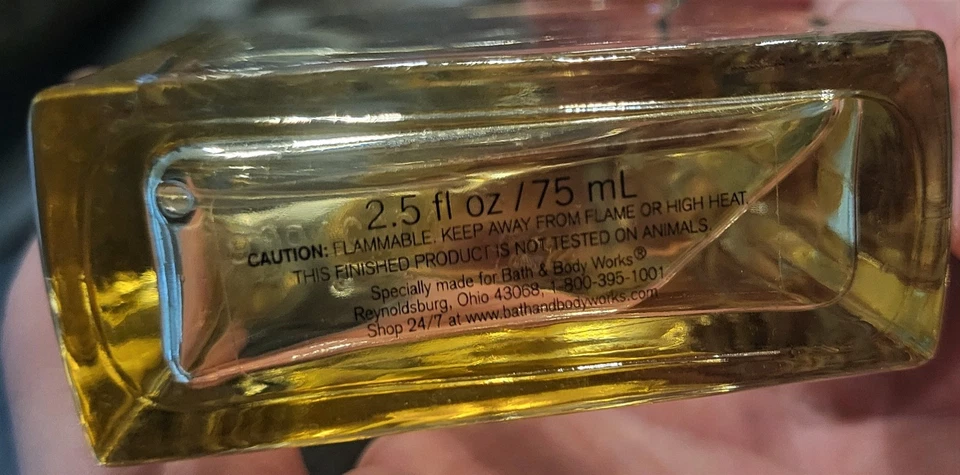 2.5 fl oz / 75 mL
CAUTION: FLAMMABLE. KEEP AWAY FROM FLAME OR HIGH HEAT.
THIS FINISHED PRODUCT IS NOT TESTED ON ANIMALS.
Specially made for Bath & Body Works®
Reynoldsburg, Ohio 43068, 1-800-395-1001
Shop 24/7 at www.bathandbodyworks.com